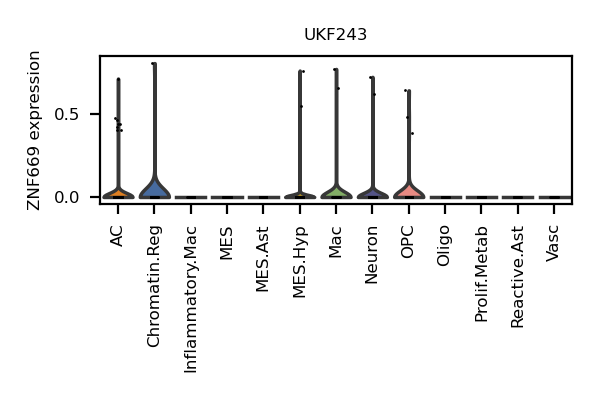 UKF243
ZNF669 expression
0.5
0.0
AC
Chromatin.Reg
Inflammatory.Mac
MES
MES.Ast
MES.Hyp
Mac
Neuron
OPC
Oligo
Prolif.Metab
Reactive.Ast
Vasc